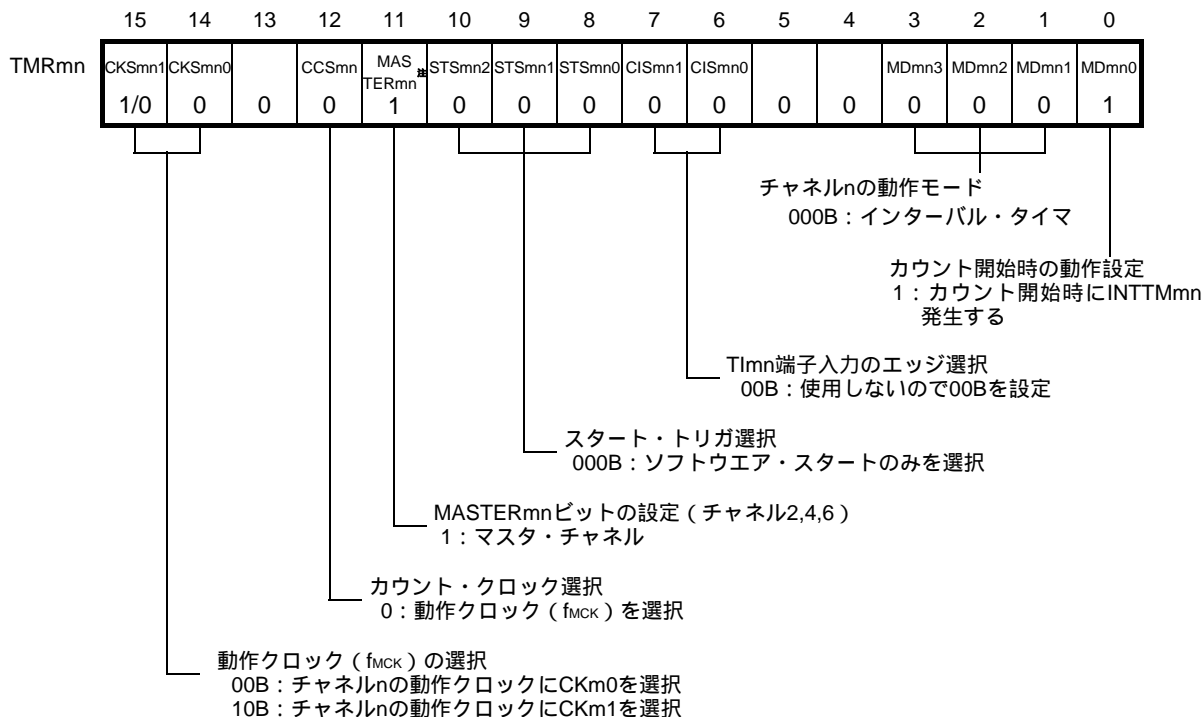 15 14 13 12 11 10 9 8 7 6 5 4 3 2 1 0
TMRmn CKSmn1 CKSmn0 CCSmn MAS TERmn 注 STSmn2 STSmn1 STSmn0 CISmn1 CISmn0 MDmn3 MDmn2 MDmn1 MDmn0
1/0 0 0 0 1 0 0 0 0 0 0 0 0 0 0 1
チャネルnの動作モード
000B：インターバル・タイマ
カウント開始時の動作設定
1：カウント開始時にINTTMmn
発生する
TImn端子入力のエッジ選択
00B：使用しないので00Bを設定
スタート・トリガ選択
000B：ソフトウエア・スタートのみを選択
MASTERmnビットの設定（チャネル2,4,6）
1：マスタ・チャネル
カウント・クロック選択
0：動作クロック（fMCK）を選択
動作クロック（fMCK）の選択
00B：チャネルnの動作クロックにCKm0を選択
10B：チャネルnの動作クロックにCKm1を選択